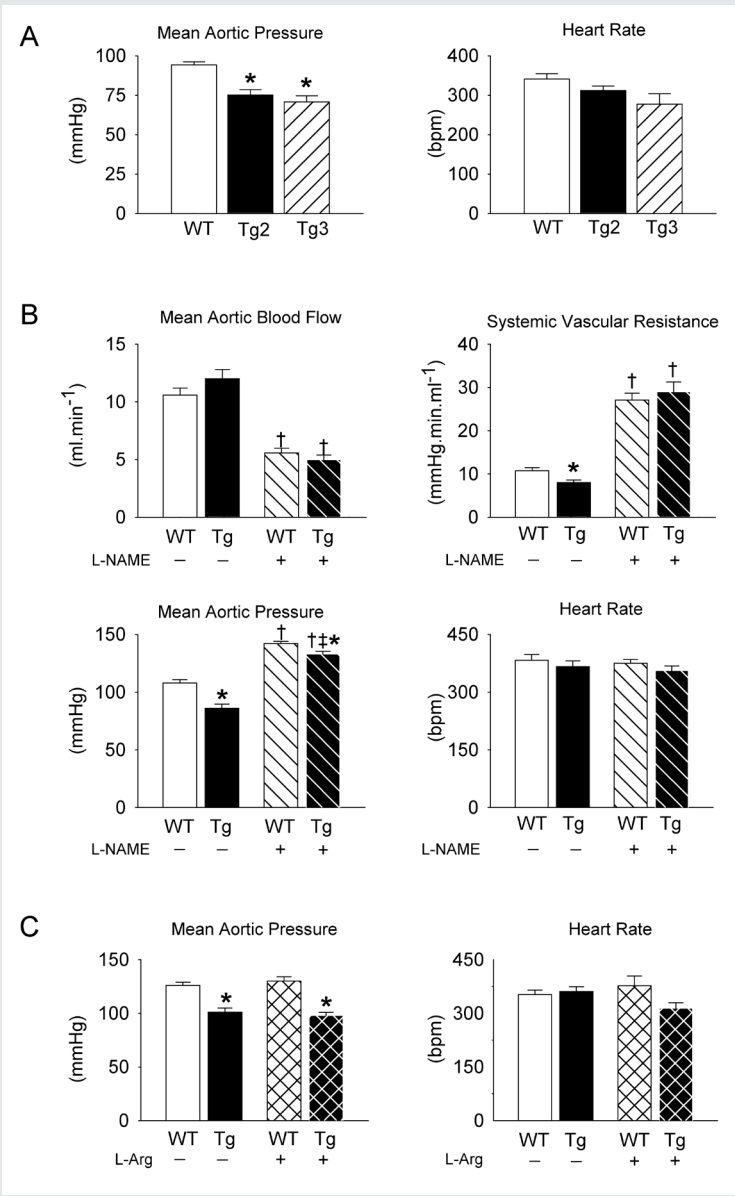 A
Mean Aortic Pressure
(mmHg)
100
75
50
25
0
*
*
WT Tg2 Tg3
Heart Rate
(bpm)
400
300
200
100
0
WT Tg2 Tg3
B
Mean Aortic Blood Flow
(ml.min⁻¹)
15
10
5
0
† †
WT Tg WT Tg
L-NAME − − + +
Systemic Vascular Resistance
(mmHg.min.ml⁻¹)
40
30
20
10
0
*
† †
WT Tg WT Tg
L-NAME − − + +
Mean Aortic Pressure
(mmHg)
150
100
50
0
*
† †‡*
WT Tg WT Tg
L-NAME − − + +
Heart Rate
(bpm)
450
300
150
0
WT Tg WT Tg
L-NAME − − + +
C
Mean Aortic Pressure
(mmHg)
150
100
50
0
* *
WT Tg WT Tg
L-Arg − − + +
Heart Rate
(bpm)
450
300
150
0
WT Tg WT Tg
L-Arg − − + +